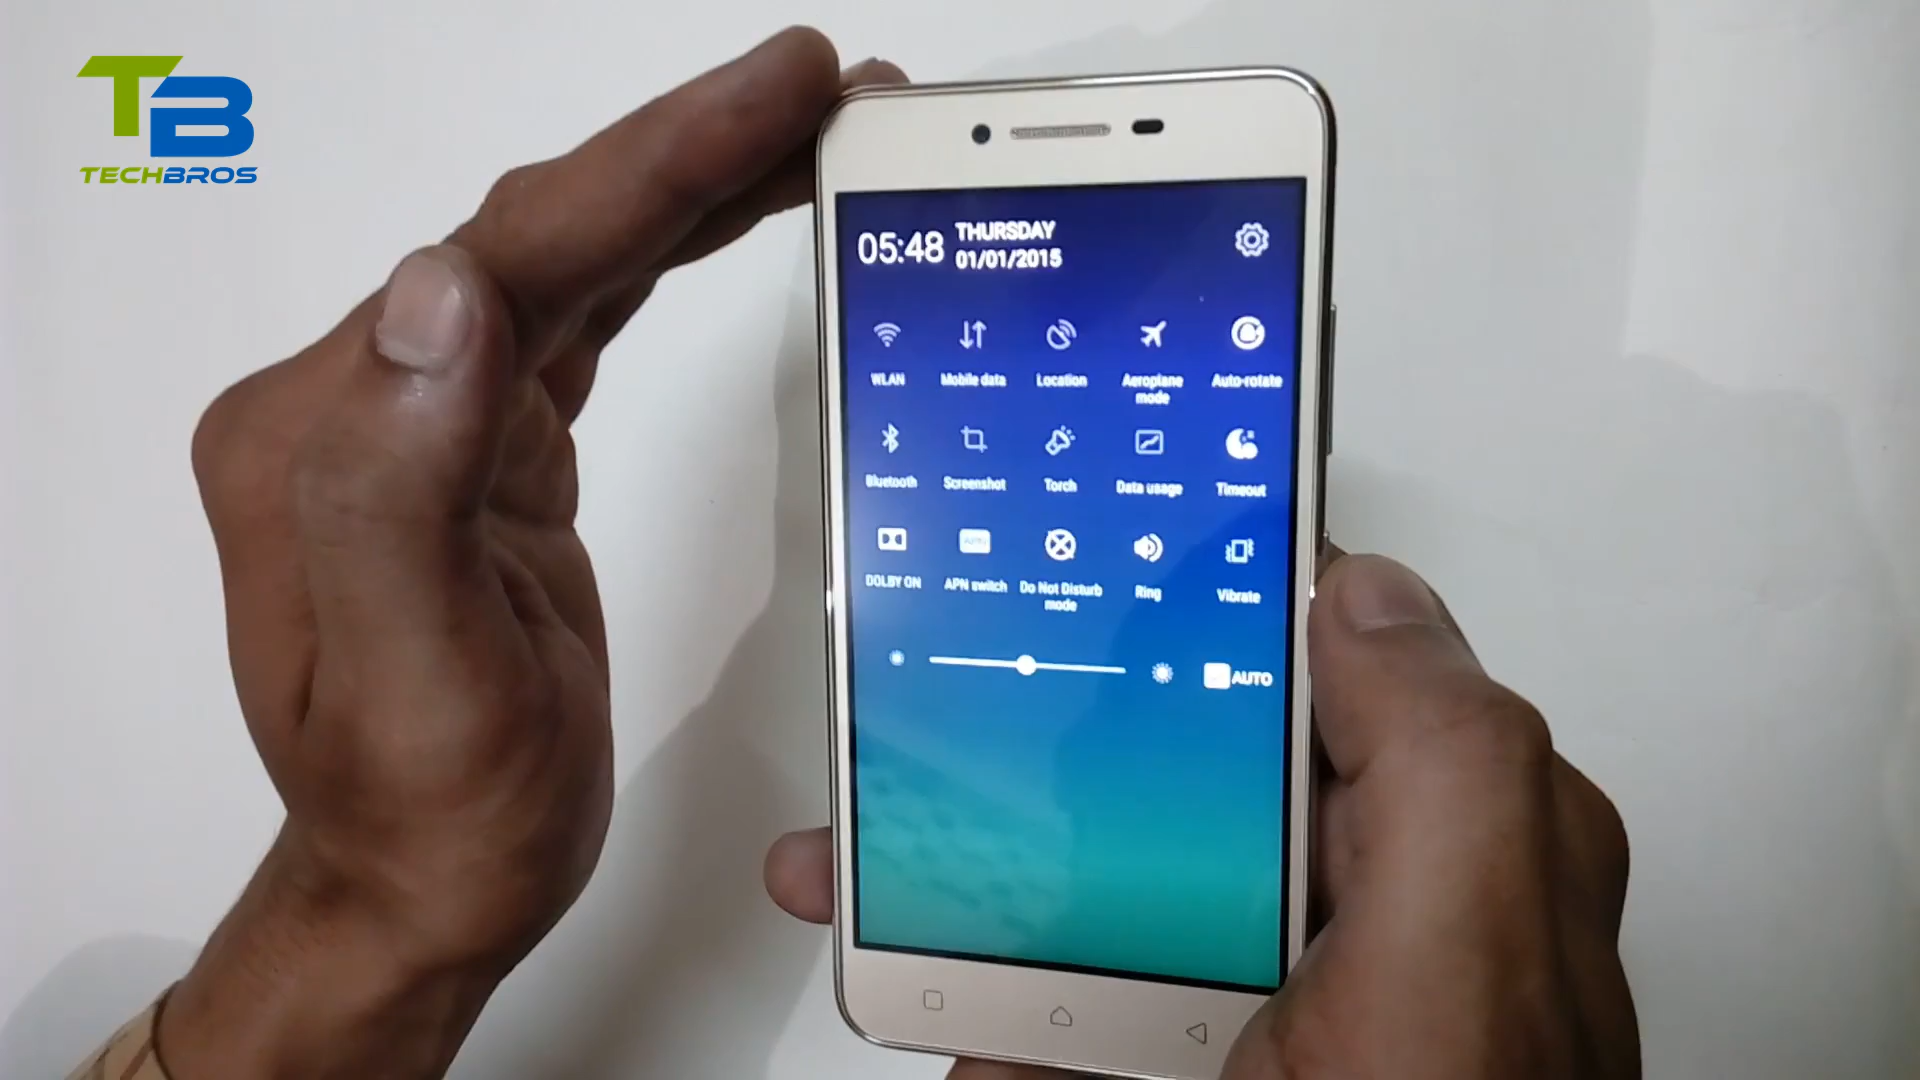 TB
TECHBROS
05:48
THURSDAY
01/01/2015
WLAN
Mobile data
Location
Aeroplane
mode
Auto-rotate
Bluetooth
Screenshot
Torch
Data usage
Timeout
DOLBY ON
APN switch
Do Not Disturb
mode
Ring
Vibrate
AUTO